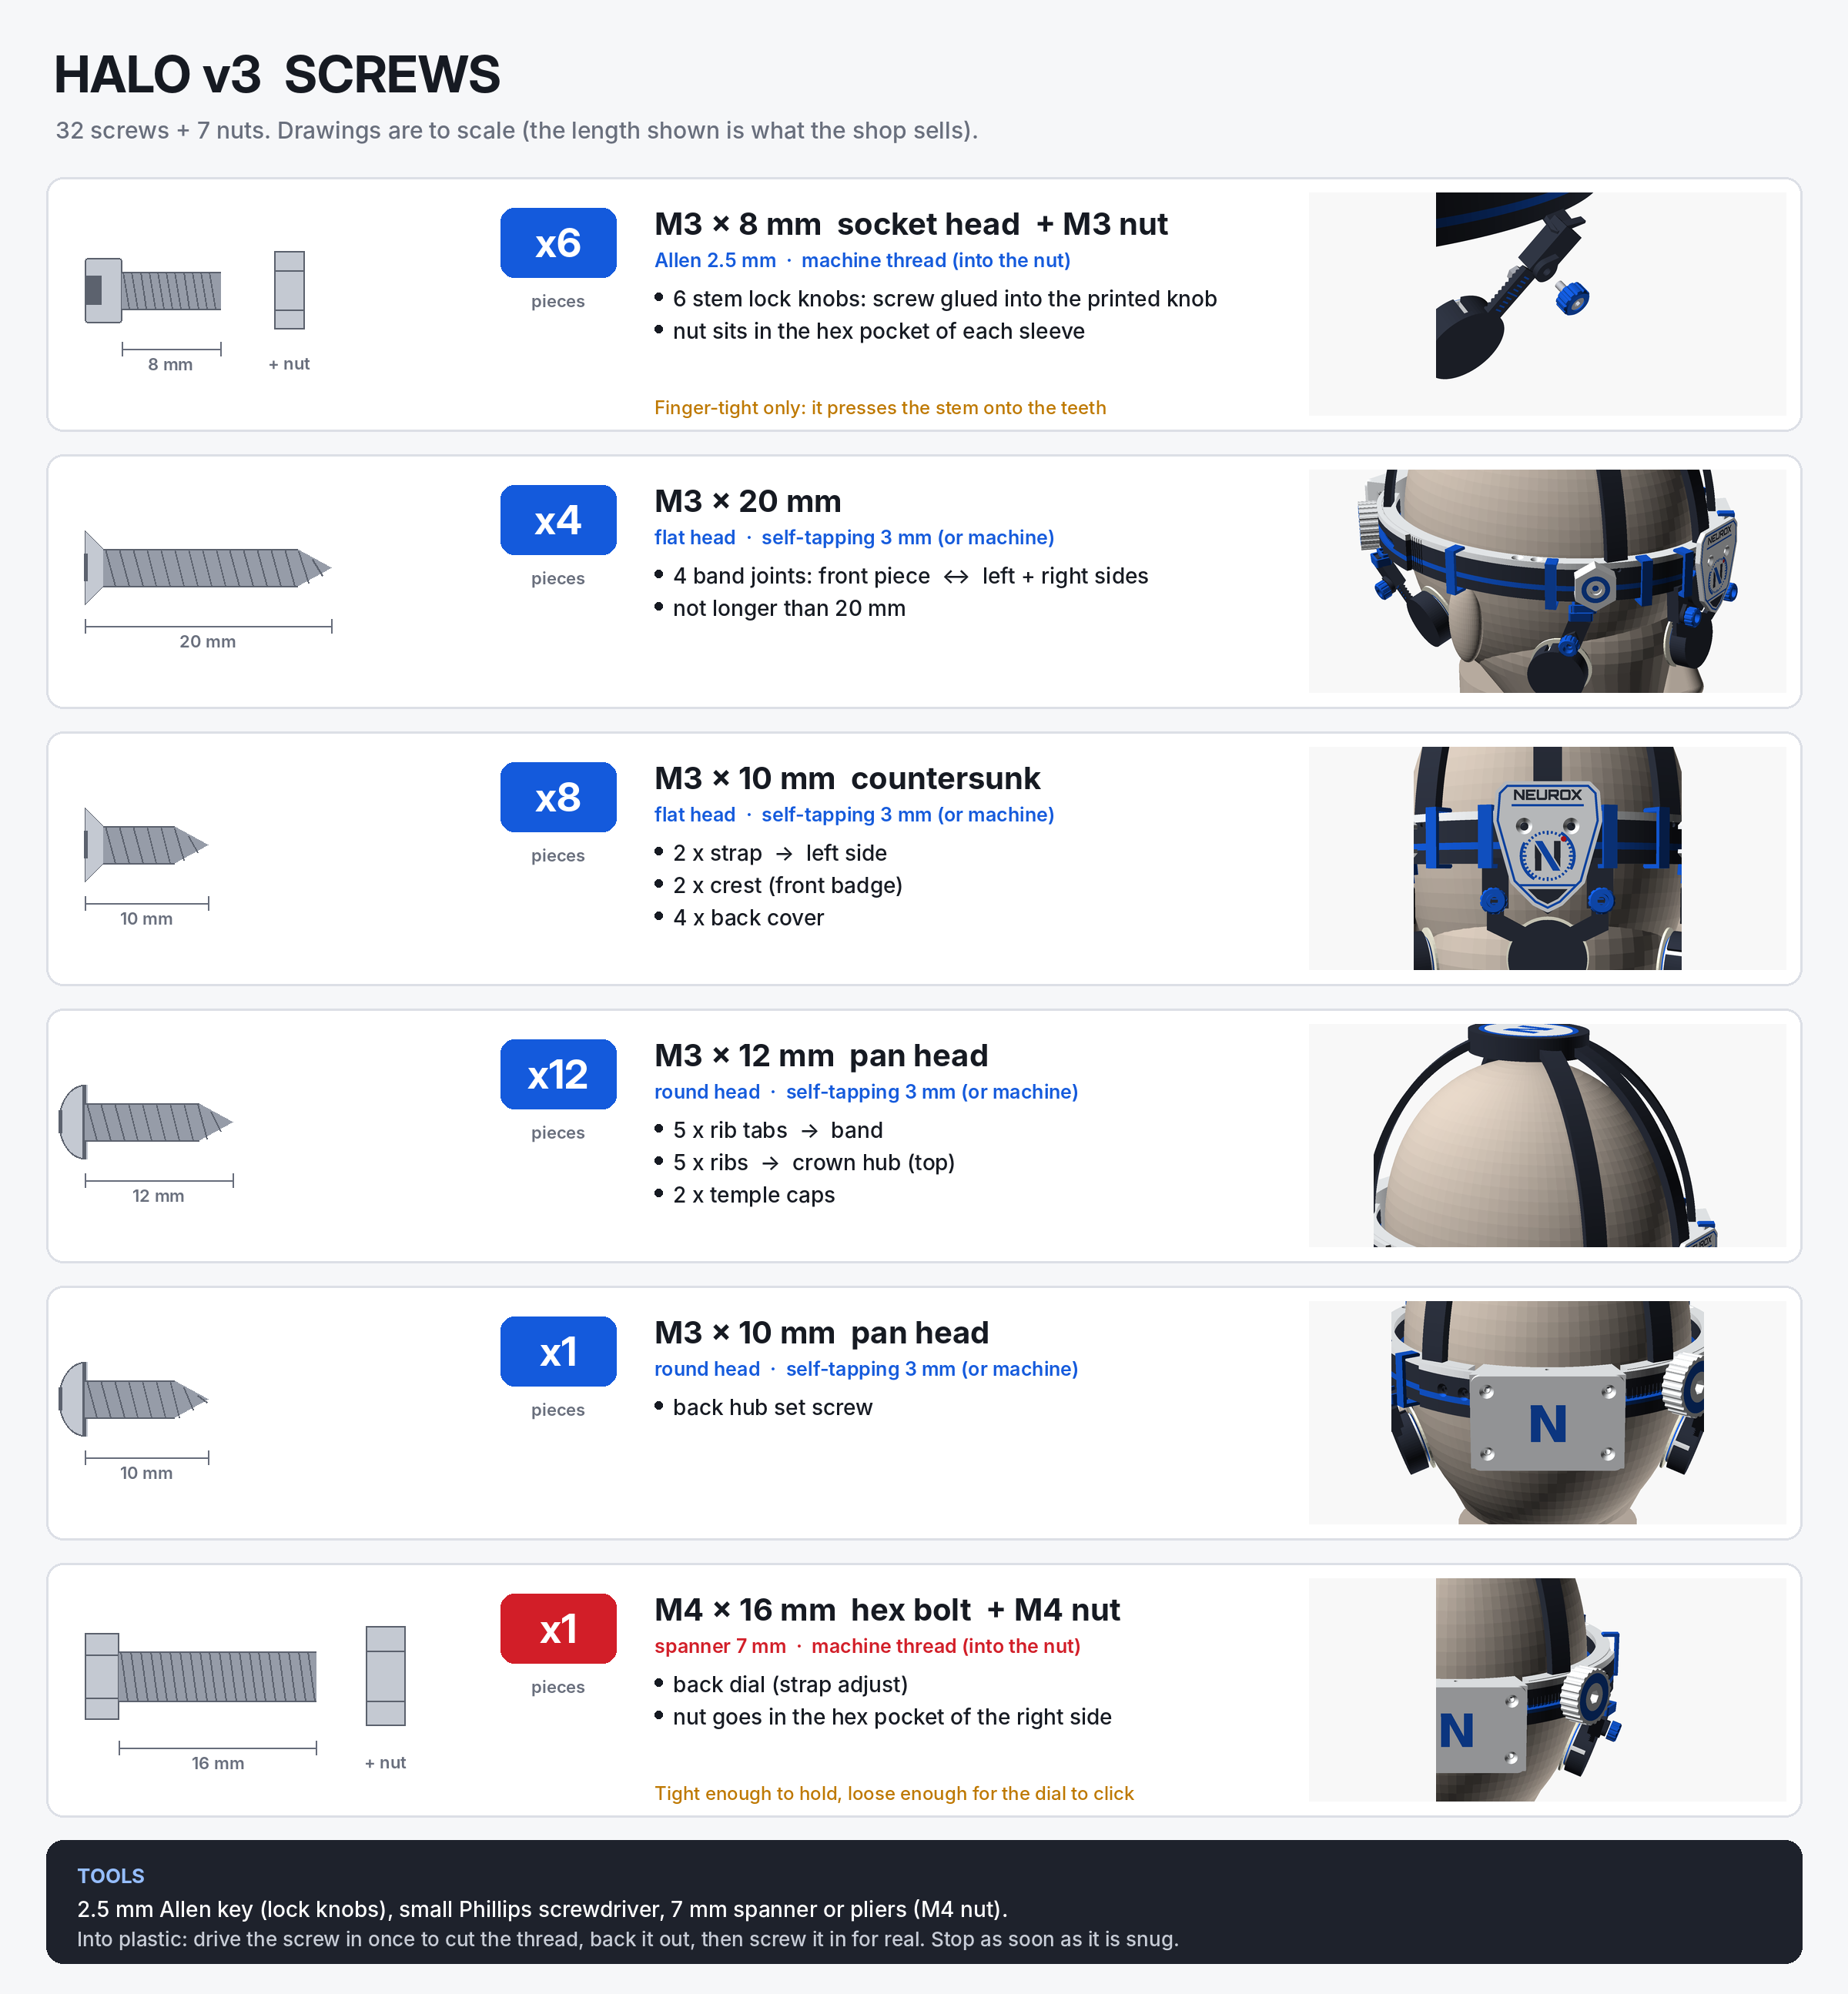 HALO v3 SCREWS
32 screws + 7 nuts. Drawings are to scale (the length shown is what the shop sells).
8 mm
+ nut
x6
pieces
M3 × 8 mm socket head + M3 nut
Allen 2.5 mm · machine thread (into the nut)
• 6 stem lock knobs: screw glued into the printed knob
• nut sits in the hex pocket of each sleeve
Finger-tight only: it presses the stem onto the teeth
20 mm
x4
pieces
M3 × 20 mm
flat head · self-tapping 3 mm (or machine)
• 4 band joints: front piece ↔ left + right sides
• not longer than 20 mm
NEUROX
N
10 mm
x8
pieces
M3 × 10 mm countersunk
flat head · self-tapping 3 mm (or machine)
• 2 x strap → left side
• 2 x crest (front badge)
• 4 x back cover
NEUROX
N
12 mm
x12
pieces
M3 × 12 mm pan head
round head · self-tapping 3 mm (or machine)
• 5 x rib tabs → band
• 5 x ribs → crown hub (top)
• 2 x temple caps
N
NEUROX
10 mm
x1
pieces
M3 × 10 mm pan head
round head · self-tapping 3 mm (or machine)
• back hub set screw
N
16 mm
+ nut
x1
pieces
M4 × 16 mm hex bolt + M4 nut
spanner 7 mm · machine thread (into the nut)
• back dial (strap adjust)
• nut goes in the hex pocket of the right side
Tight enough to hold, loose enough for the dial to click
N
TOOLS
2.5 mm Allen key (lock knobs), small Phillips screwdriver, 7 mm spanner or pliers (M4 nut).
Into plastic: drive the screw in once to cut the thread, back it out, then screw it in for real. Stop as soon as it is snug.